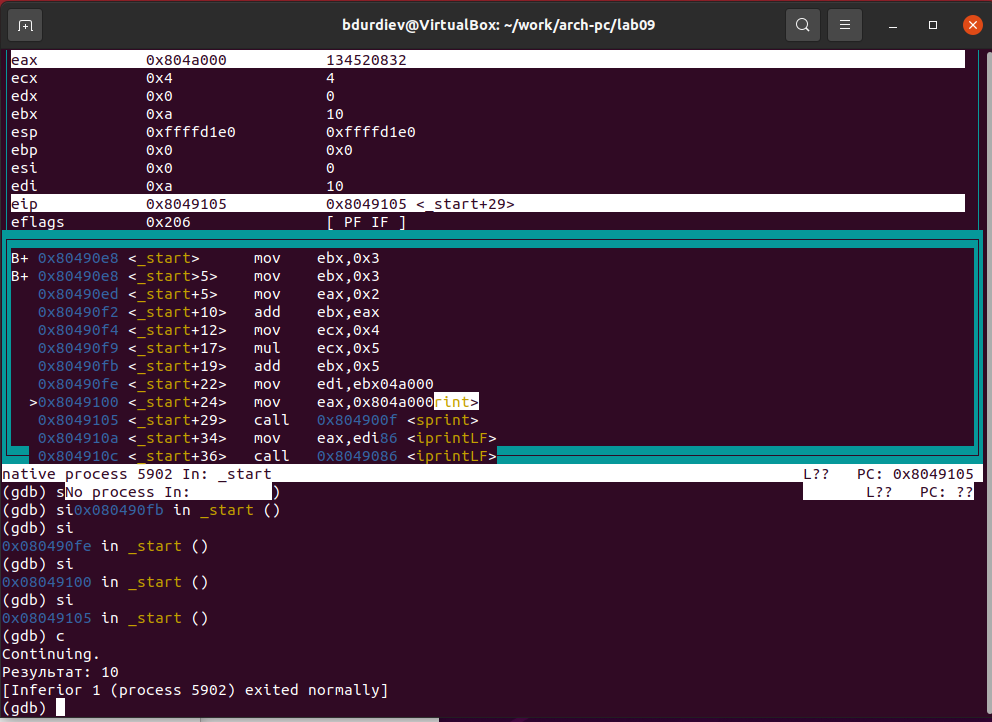 bdurdiev@VirtualBox: ~/work/arch-pc/lab09
eax 0x804a000 134520832
ecx 0x4 4
edx 0x0 0
ebx 0xa 10
esp 0xffffd1e0 0xffffd1e0
ebp 0x0 0x0
esi 0x0 0
edi 0xa 10
eip 0x8049105 0x8049105 <_start+29>
eflags 0x206 [ PF IF ]
B+ 0x80490e8 <_start> mov ebx,0x3
B+ 0x80490e8 <_start>5> mov ebx,0x3
0x80490ed <_start+5> mov eax,0x2
0x80490f2 <_start+10> add ebx,eax
0x80490f4 <_start+12> mov ecx,0x4
0x80490f9 <_start+17> mul ecx,0x5
0x80490fb <_start+19> add ebx,0x5
0x80490fe <_start+22> mov edi,ebx04a000
>0x8049100 <_start+24> mov eax,0x804a000rint>
0x8049105 <_start+29> call 0x804900f <sprint>
0x804910a <_start+34> mov eax,edi86 <iprintLF>
0x804910c <_start+36> call 0x8049086 <iprintLF>
native process 5902 In: _start L?? PC: 0x8049105
(gdb) sNo process In: ) L?? PC: ??
(gdb) si0x080490fb in _start ()
(gdb) si
0x080490fe in _start ()
(gdb) si
0x08049100 in _start ()
(gdb) si
0x08049105 in _start ()
(gdb) c
Continuing.
Результат: 10
[Inferior 1 (process 5902) exited normally]
(gdb)